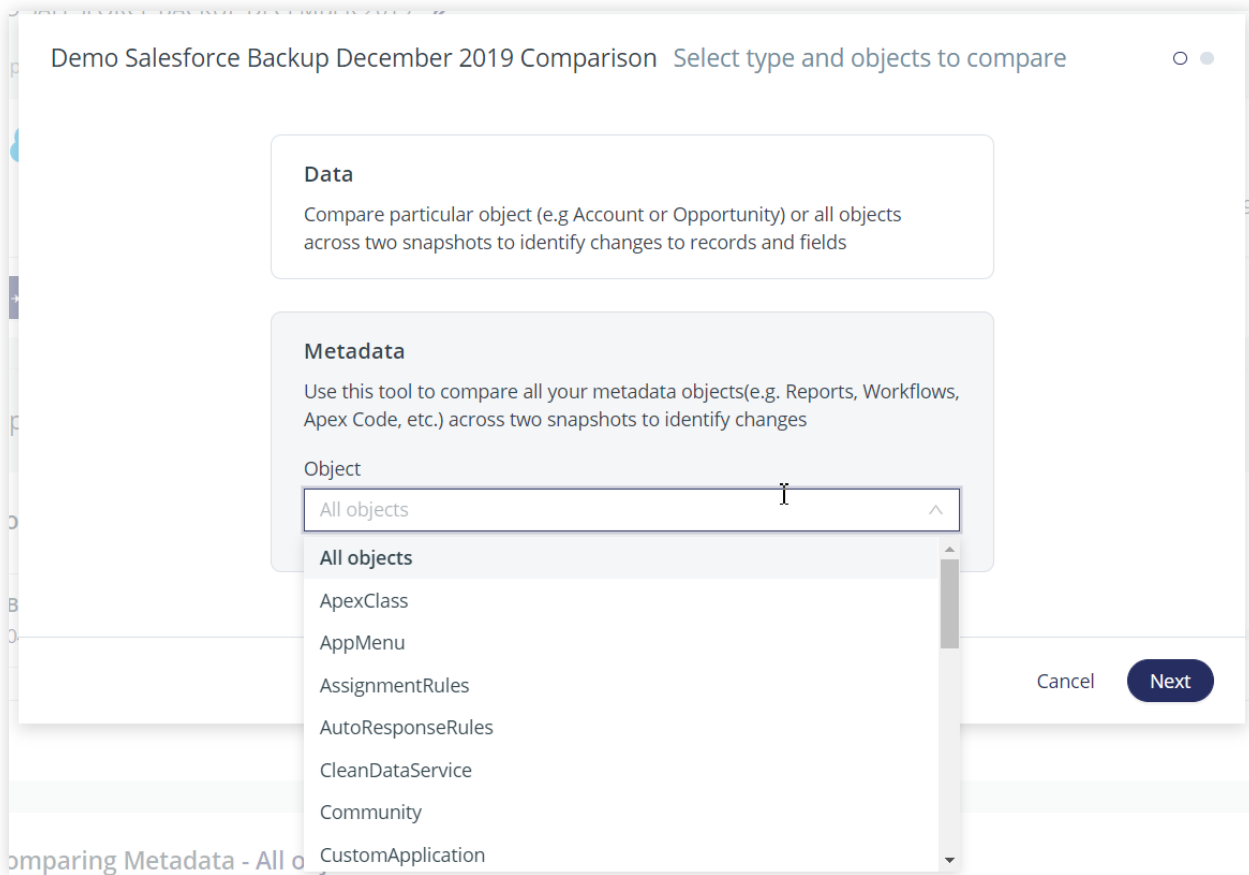 Demo Salesforce Backup December 2019 Comparison Select type and objects to compare
Data
Compare particular object (e.g Account or Opportunity) or all objects
across two snapshots to identify changes to records and fields
Metadata
Use this tool to compare all your metadata objects(e.g. Reports, Workflows,
Apex Code, etc.) across two snapshots to identify changes
Object
All objects
All objects
ApexClass
AppMenu
AssignmentRules
AutoResponseRules
CleanDataService
Community
CustomApplication
Cancel Next
omparing Metadata - All o